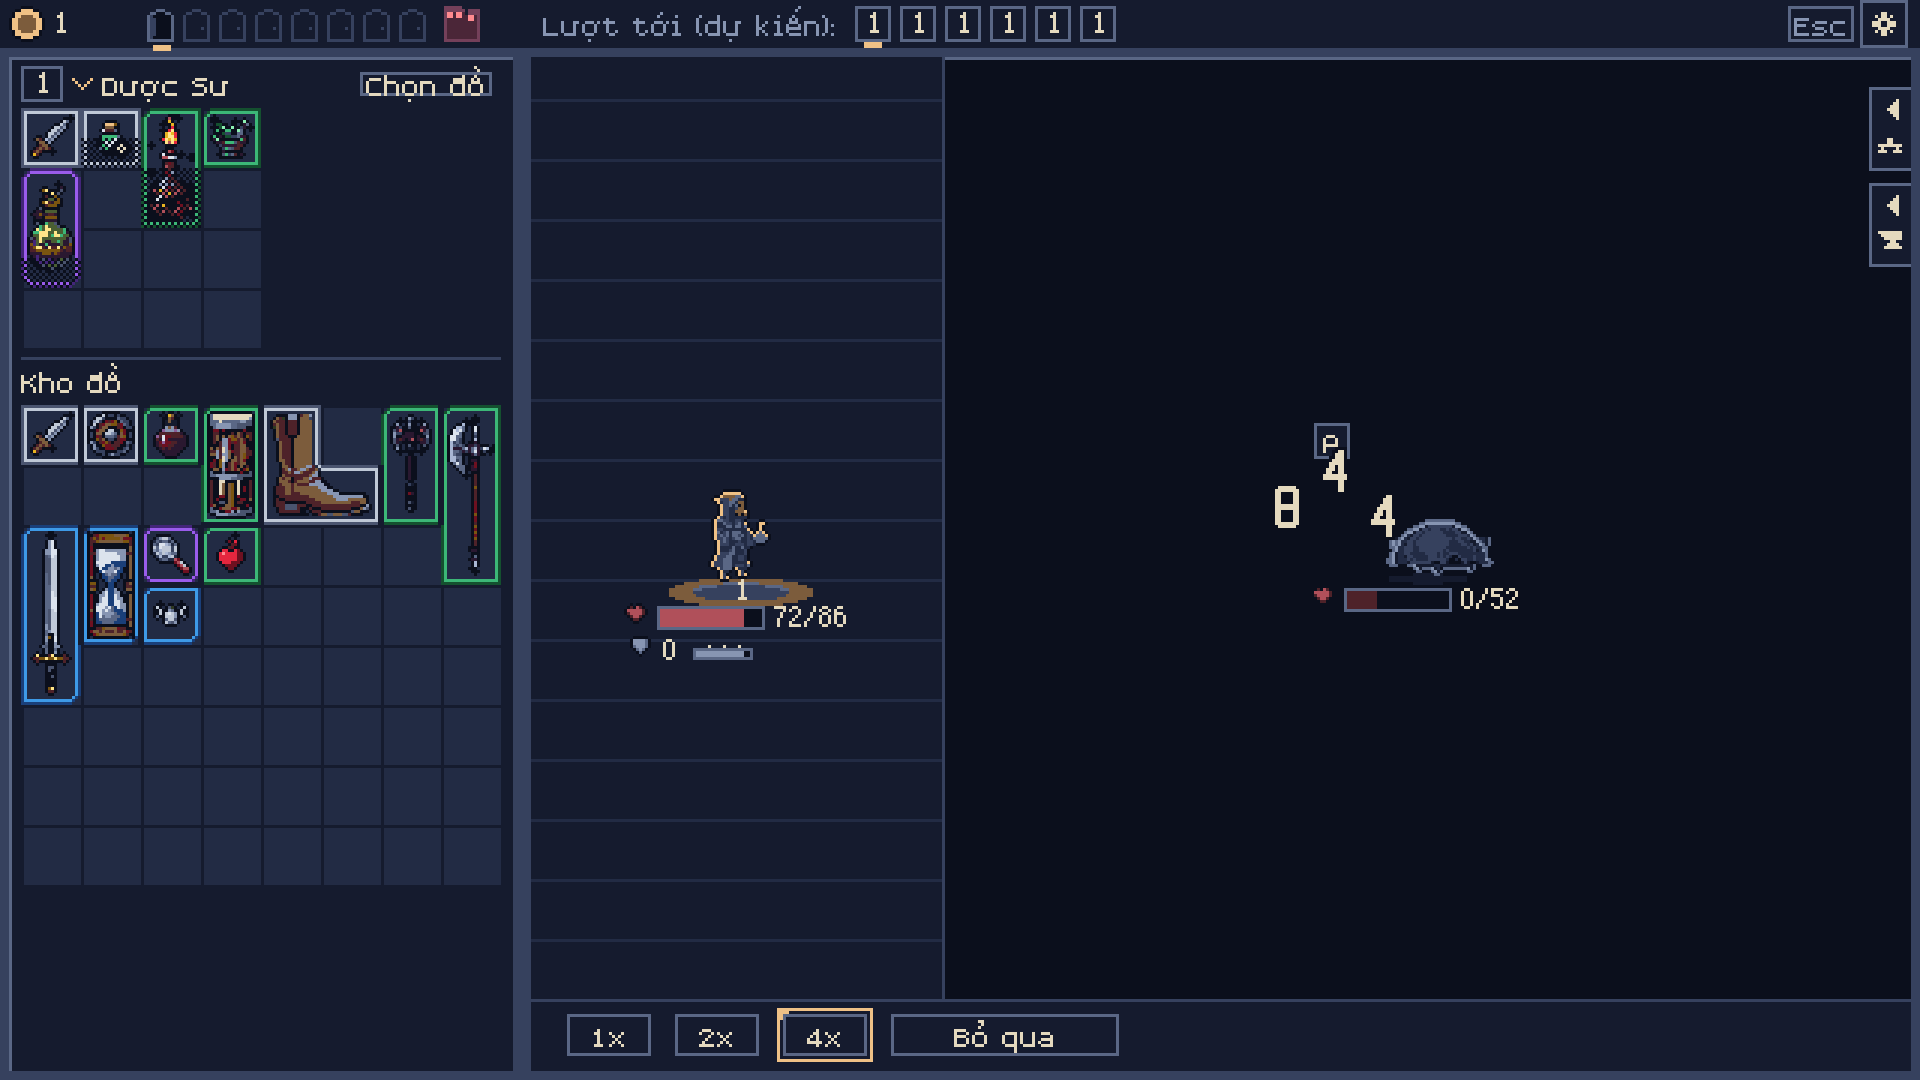 1
Lượt tới (dự kiến): 1 1 1 1 1 1
Esc
1 Dược Sư
Chọn đồ
Kho đồ
P
4
8
4
1
72/86
0
0/52
1x
2x
4x
Bỏ qua